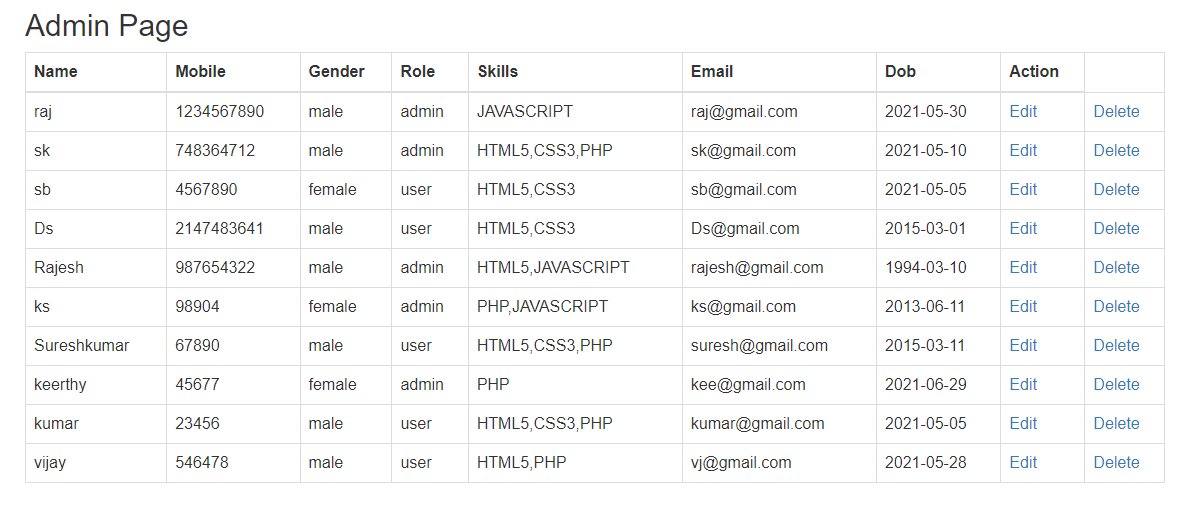 Admin Page
Name Mobile Gender Role Skills Email Dob Action
raj 1234567890 male admin JAVASCRIPT raj@gmail.com 2021-05-30 Edit Delete
sk 748364712 male admin HTML5,CSS3,PHP sk@gmail.com 2021-05-10 Edit Delete
sb 4567890 female user HTML5,CSS3 sb@gmail.com 2021-05-05 Edit Delete
Ds 2147483641 male user HTML5,CSS3 Ds@gmail.com 2015-03-01 Edit Delete
Rajesh 987654322 male admin HTML5,JAVASCRIPT rajesh@gmail.com 1994-03-10 Edit Delete
ks 98904 female admin PHP,JAVASCRIPT ks@gmail.com 2013-06-11 Edit Delete
Sureshkumar 67890 male user HTML5,CSS3,PHP suresh@gmail.com 2015-03-11 Edit Delete
keerthy 45677 female admin PHP kee@gmail.com 2021-06-29 Edit Delete
kumar 23456 male user HTML5,CSS3,PHP kumar@gmail.com 2021-05-05 Edit Delete
vijay 546478 male user HTML5,PHP vj@gmail.com 2021-05-28 Edit Delete